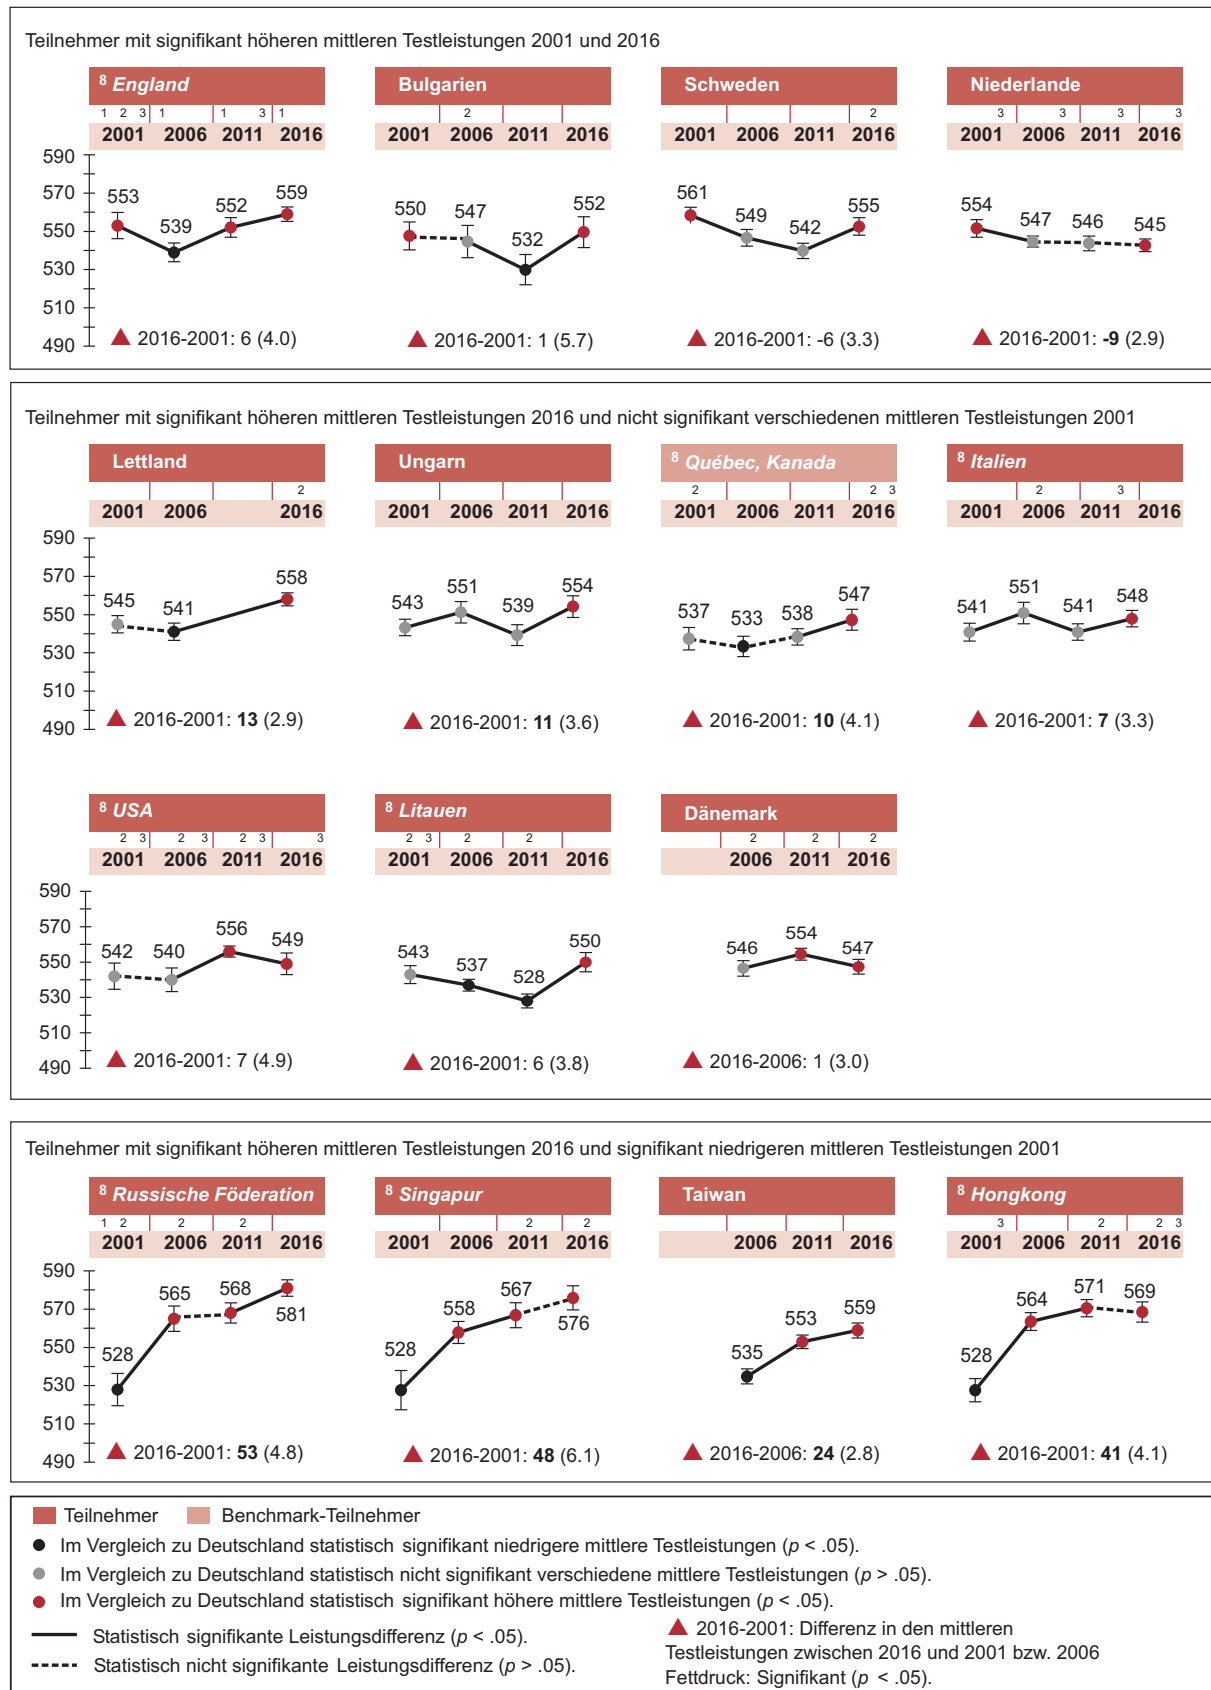 Teilnehmer mit signifikant höheren mittleren Testleistungen 2001 und 2016
8 England Bulgarien Schweden Niederlande
1 2 3 1 1 3 1 2 2 3 3 3 3
2001 2006 2011 2016 2001 2006 2011 2016 2001 2006 2011 2016 2001 2006 2011 2016
590
570
550
530
510
490
553 539 552 559 550 547 532 552 561 549 542 555 554 547 546 545
▲ 2016-2001: 6 (4.0) ▲ 2016-2001: 1 (5.7) ▲ 2016-2001: -6 (3.3) ▲ 2016-2001: -9 (2.9)
Teilnehmer mit signifikant höheren mittleren Testleistungen 2016 und nicht signifikant verschiedenen mittleren Testleistungen 2001
Lettland Ungarn 8 Québec, Kanada 8 Italien
2 2 2 3 2 3
2001 2006 2016 2001 2006 2011 2016 2001 2006 2011 2016 2001 2006 2011 2016
590
570
550
530
510
490
545 541 558 543 551 539 554 537 533 538 547 541 551 541 548
▲ 2016-2001: 13 (2.9) ▲ 2016-2001: 11 (3.6) ▲ 2016-2001: 10 (4.1) ▲ 2016-2001: 7 (3.3)
8 USA 8 Litauen Dänemark
2 3 2 3 2 3 3 2 3 2 2 2 2 2
2001 2006 2011 2016 2001 2006 2011 2016 2006 2011 2016
590
570
550
530
510
490
542 540 556 549 543 537 528 550 546 554 547
▲ 2016-2001: 7 (4.9) ▲ 2016-2001: 6 (3.8) ▲ 2016-2006: 1 (3.0)
Teilnehmer mit signifikant höheren mittleren Testleistungen 2016 und signifikant niedrigeren mittleren Testleistungen 2001
8 Russische Föderation 8 Singapur Taiwan 8 Hongkong
1 2 2 2 2 2 3 2 2 3
2001 2006 2011 2016 2001 2006 2011 2016 2006 2011 2016 2001 2006 2011 2016
590
570
550
530
510
490
528 565 568 581 528 558 567 576 535 553 559 528 564 571 569
▲ 2016-2001: 53 (4.8) ▲ 2016-2001: 48 (6.1) ▲ 2016-2006: 24 (2.8) ▲ 2016-2001: 41 (4.1)
Teilnehmer Benchmark-Teilnehmer
Im Vergleich zu Deutschland statistisch signifikant niedrigere mittlere Testleistungen (p < .05).
Im Vergleich zu Deutschland statistisch nicht signifikant verschiedene mittlere Testleistungen (p > .05).
Im Vergleich zu Deutschland statistisch signifikant höhere mittlere Testleistungen (p < .05).
Statistisch signifikante Leistungsdifferenz (p < .05).
Statistisch nicht signifikante Leistungsdifferenz (p > .05).
▲ 2016-2001: Differenz in den mittleren
Testleistungen zwischen 2016 und 2001 bzw. 2006
Fettdruck: Signifikant (p < .05).